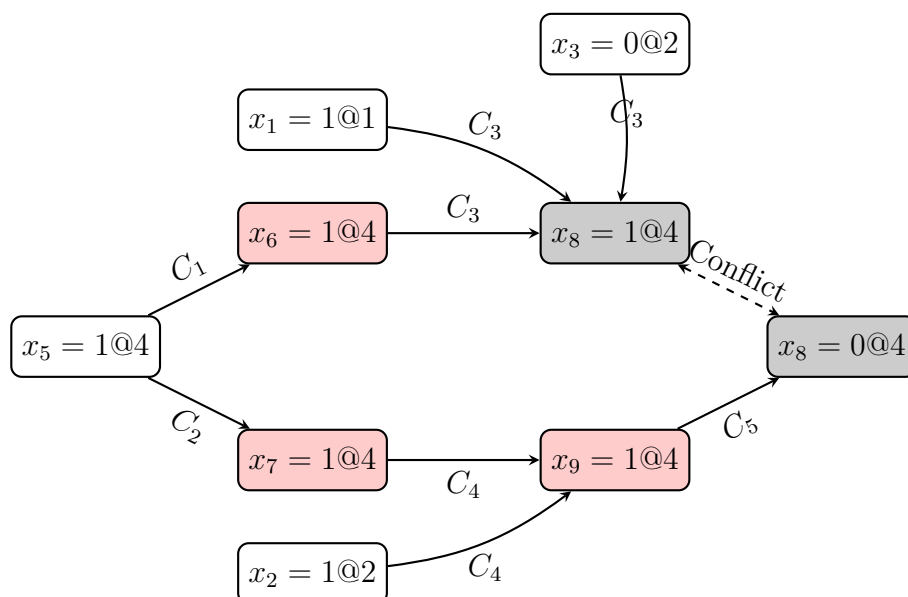 x₃ = 0@2
x₁ = 1@1
C₃
C₃
x₆ = 1@4
C₃
x₈ = 1@4
C₁
Conflict
x₅ = 1@4
x₈ = 0@4
C₂
C₅
x₇ = 1@4
C₄
x₉ = 1@4
x₂ = 1@2
C₄